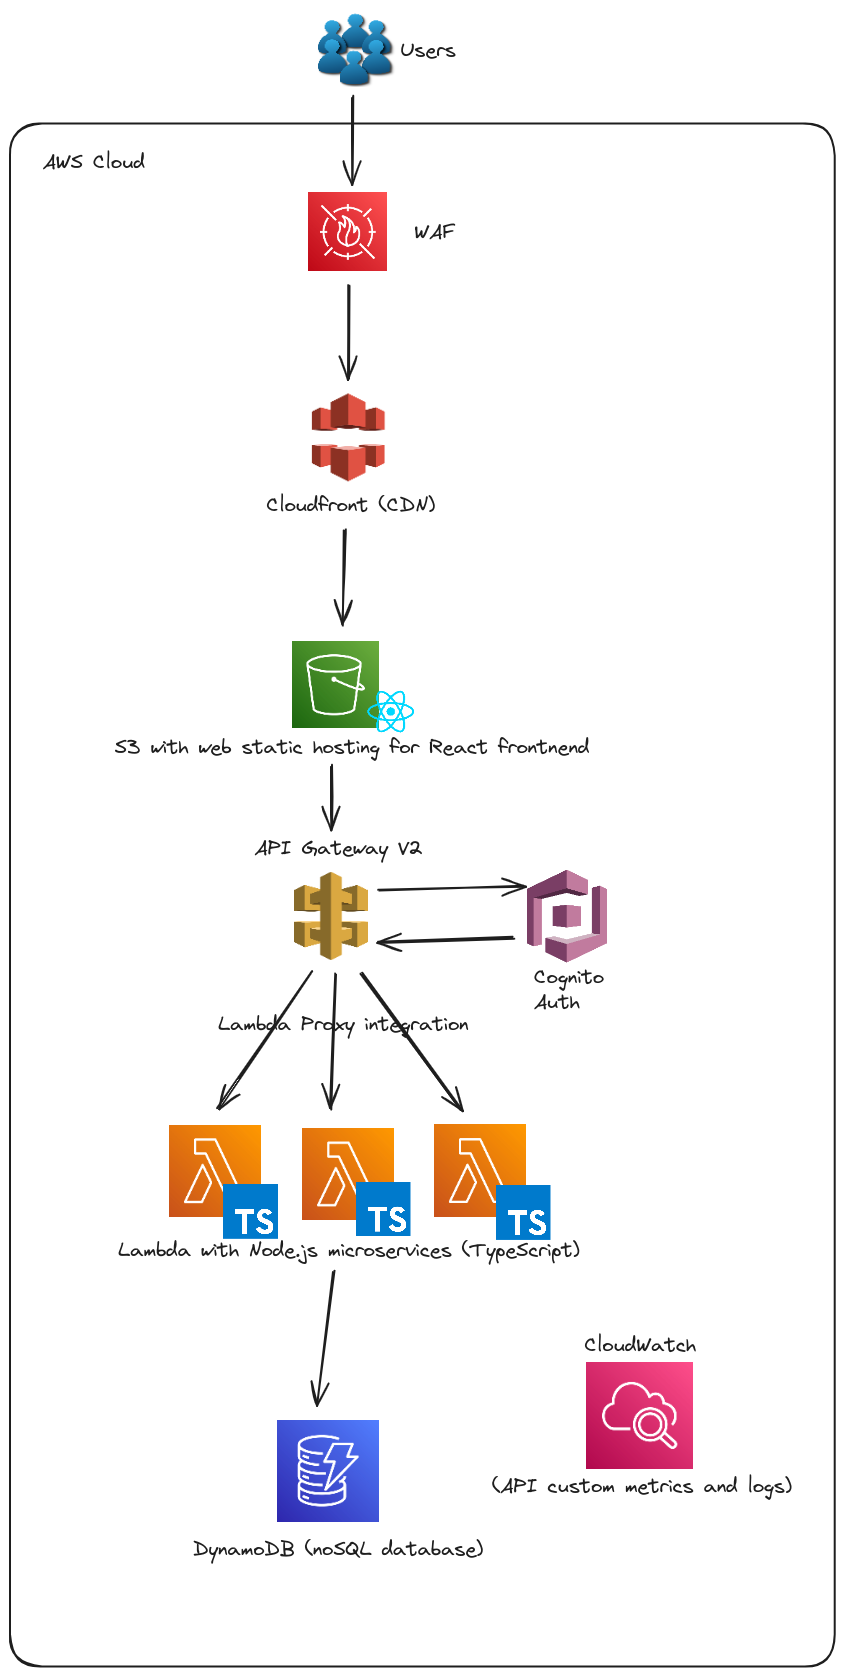 Users
AWS Cloud
WAF
Cloudfront (CDN)
S3 with web static hosting for React frontnend
API Gateway V2
Cognito
Auth
Lambda Proxy integration
TS
TS
TS
Lambda with Node.js microservices (TypeScript)
CloudWatch
(API custom metrics and logs)
DynamoDB (noSQL database)